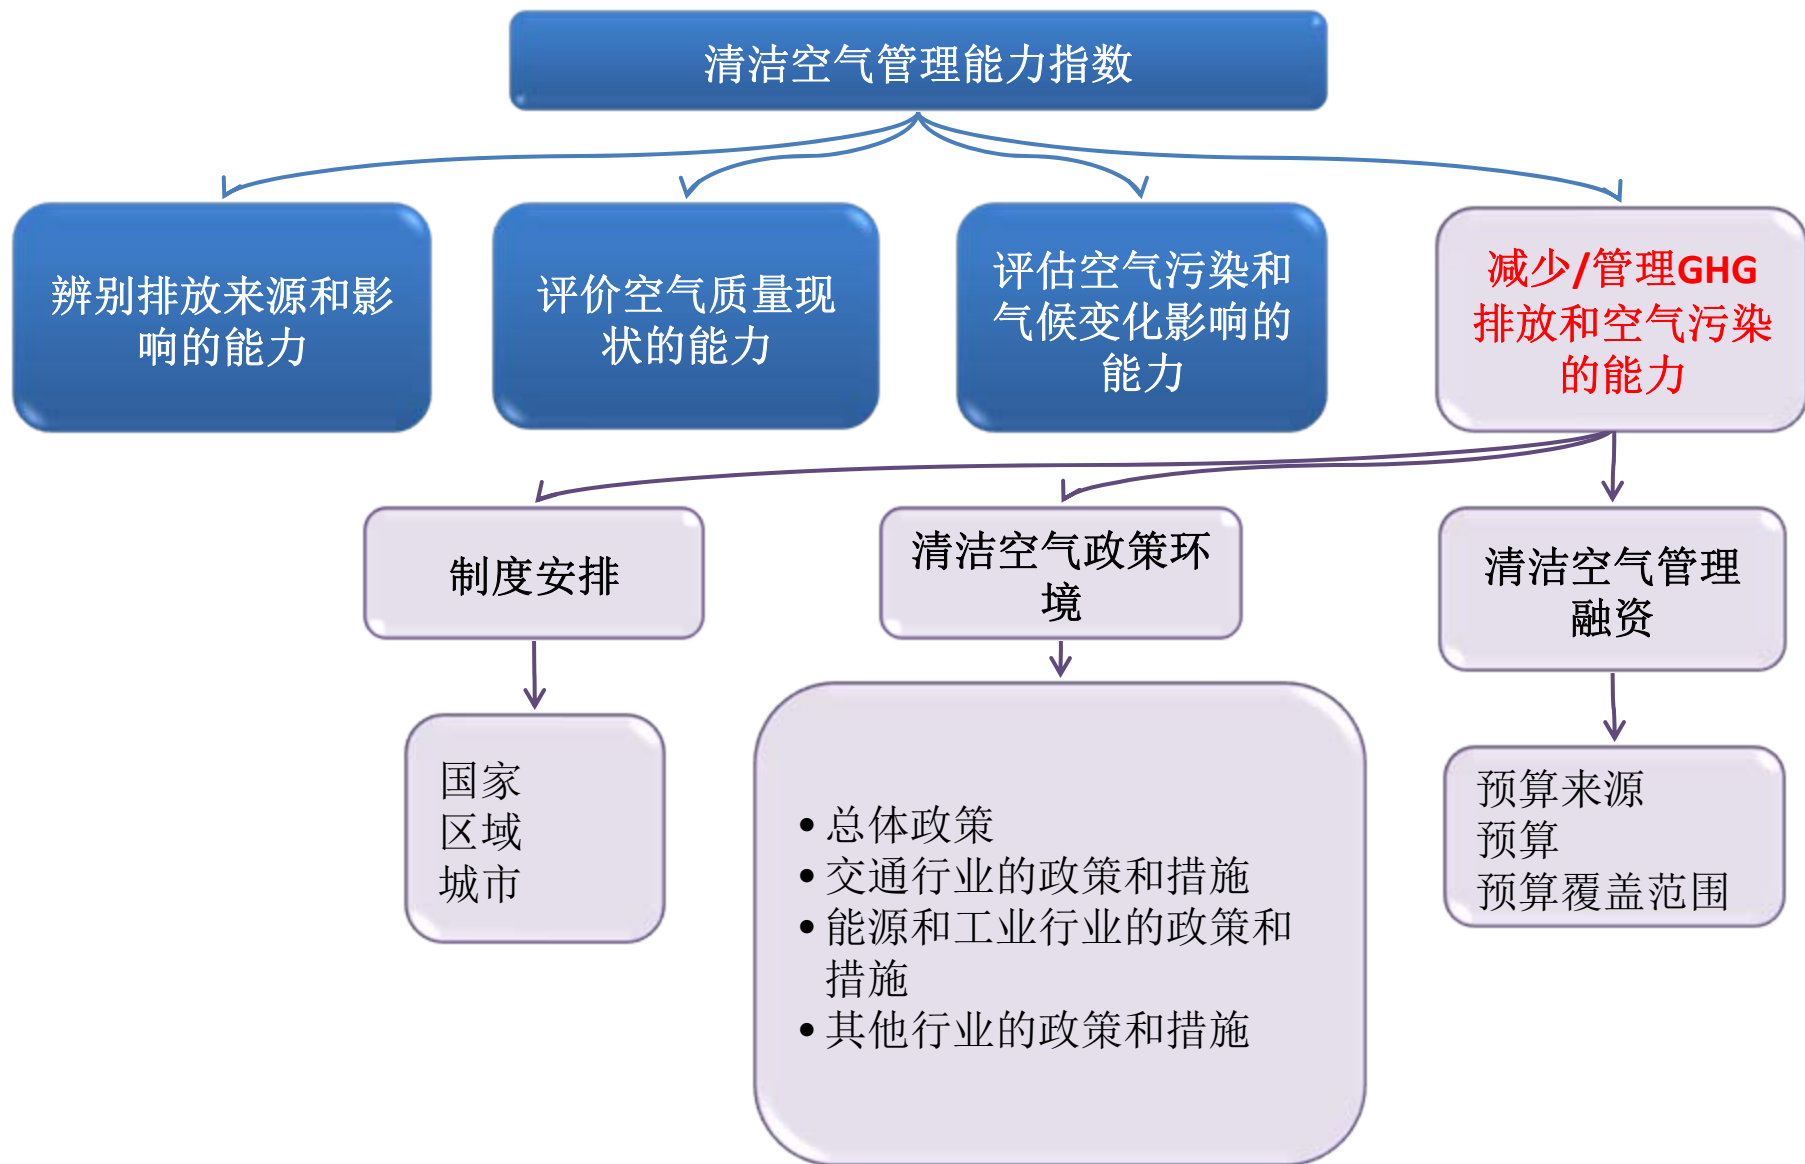 清洁空气管理能力指数
辨别排放来源和影
响的能力
评价空气质量现
状的能力
评估空气污染和
气候变化影响的
能力
减少/管理GHG
排放和空气污染
的能力
制度安排
清洁空气政策环
境
清洁空气管理
融资
国家
区域
城市
• 总体政策
• 交通行业的政策和措施
• 能源和工业行业的政策和
措施
• 其他行业的政策和措施
预算来源
预算
预算覆盖范围